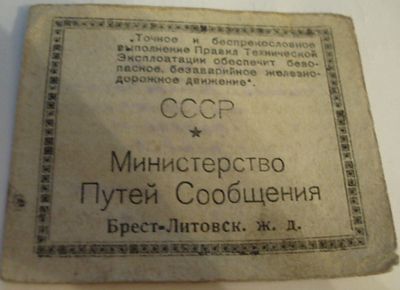 „Точное и беспрекословное
выполнение Правил Технической
Эксплоатации обеспечит безо-
пасное, безаварийное железно-
дорожное движение“.
СССР
★
Министерство
Путей Сообщения
Брест-Литовск. ж. д.